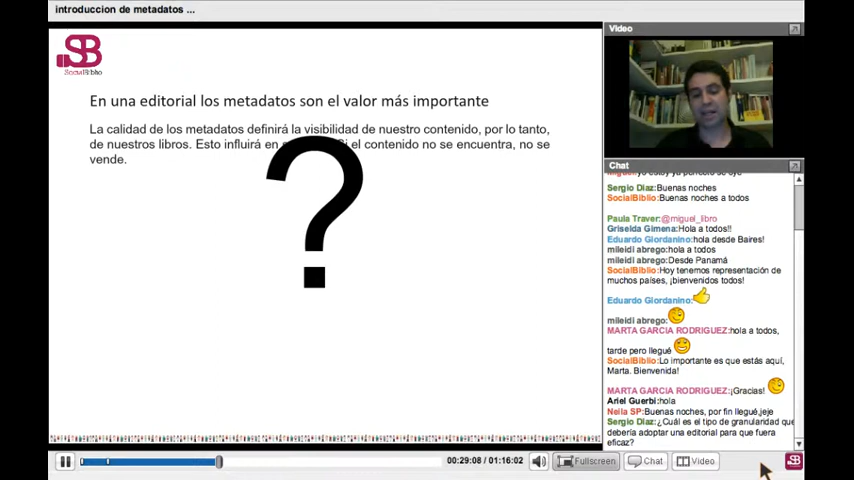 introduccion de metadatos ...
SB
SocialBiblio
En una editorial los metadatos son el valor más importante
La calidad de los metadatos definirá la visibilidad de nuestro contenido, por lo tanto,
de nuestros libros. Esto influirá en s i el contenido no se encuentra, no se
vende.
?
Video
Chat
Sergio Diaz:Buenas noches
SocialBiblio:Buenas noches a todos
Paula Traver:@miguel_libro
Griselda Gimena:Hola a todos!!
Eduardo Giordanino:hola desde Baires!
mileidi abrego:hola a todos
mileidi abrego:Desde Panamá
SocialBiblio:Hoy tenemos representación de
muchos países, ¡bienvenidos todos!
Eduardo Giordanino:
mileidi abrego:
MARTA GARCIA RODRIGUEZ:hola a todos,
tarde pero llegué
SocialBiblio:Lo importante es que estás aquí,
Marta. Bienvenida!
MARTA GARCIA RODRIGUEZ:¡Gracias!
Ariel Guerbi:hola
Neila SP:Buenas noches, por fin llegué,jeje
Sergio Diaz:¿Cuál es el tipo de granularidad que
debería adoptar una editorial para que fuera
eficaz?
00:29:08 / 01:16:02
Fullscreen
Chat
Video
SB